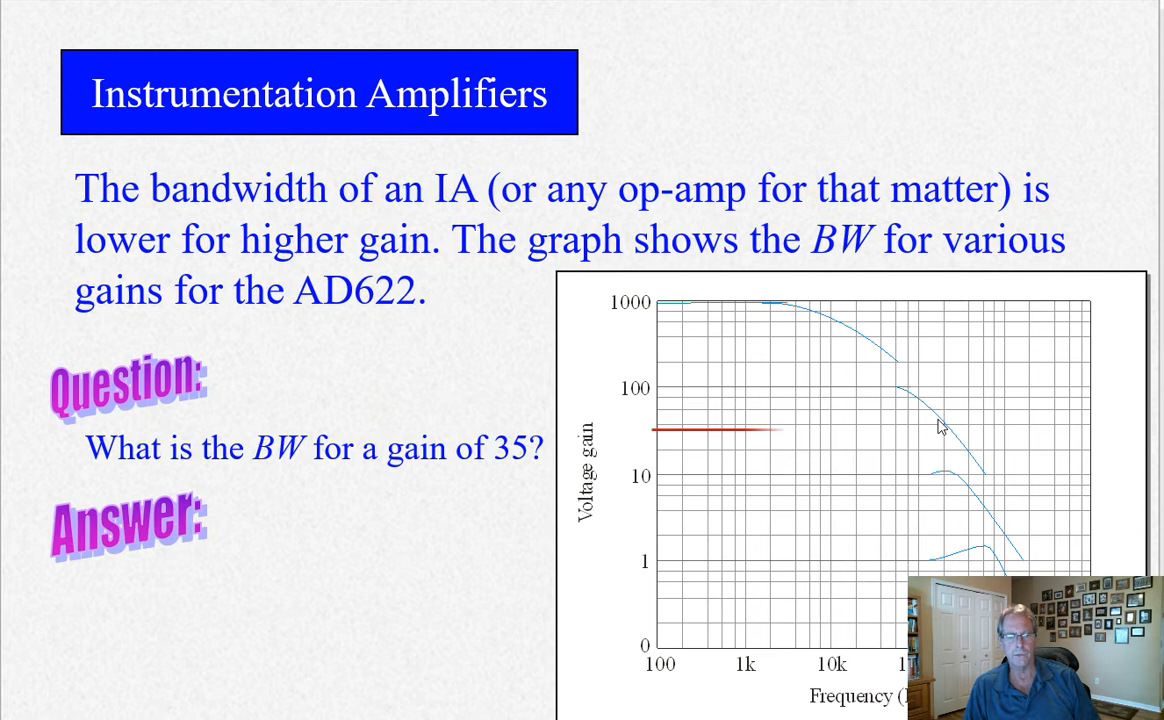 Instrumentation Amplifiers
The bandwidth of an IA (or any op-amp for that matter) is
lower for higher gain. The graph shows the BW for various
gains for the AD622.
Question:
What is the BW for a gain of 35?
Answer:
1000
100
10
1
0
Voltage gain
100 1k 10k
Frequency